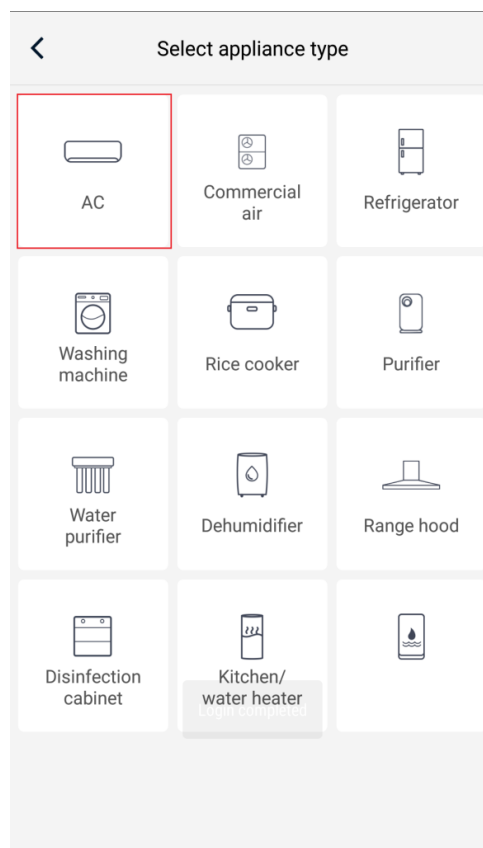 Select appliance type
AC
Commercial
air
Refrigerator
Washing
machine
Rice cooker
Purifier
Water
purifier
Dehumidifier
Range hood
Disinfection
cabinet
Kitchen/
water heater
Login completed